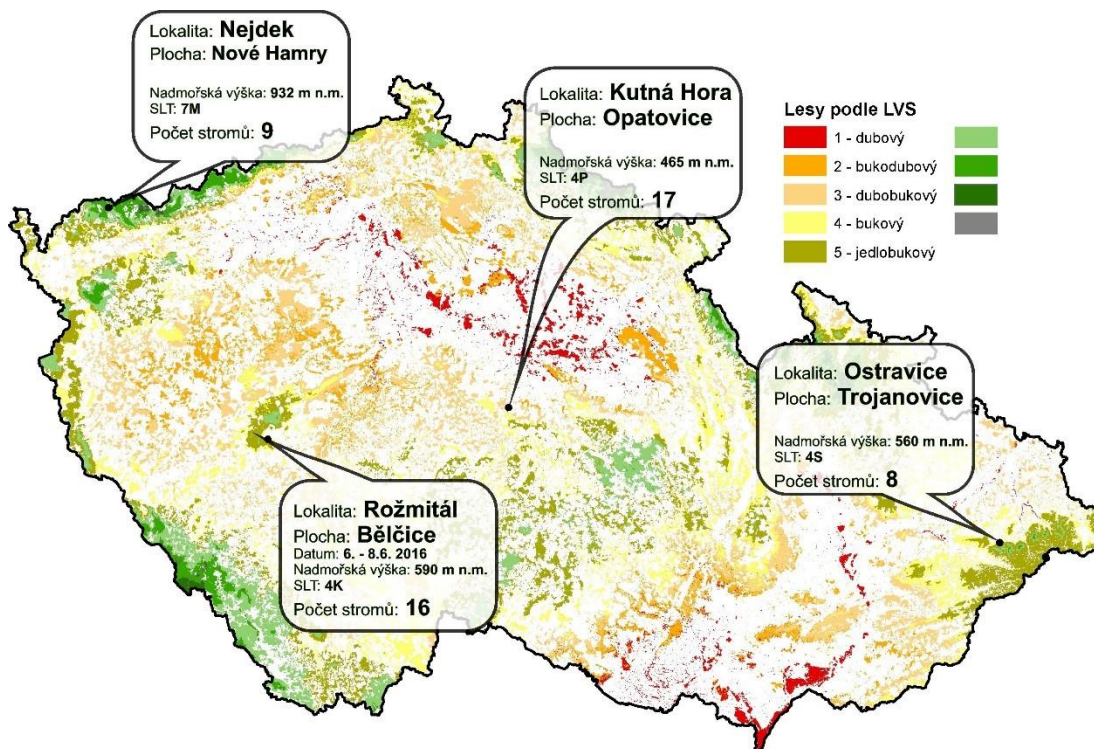 Lokalita: Nejdek
Plocha: Nové Hamry
Nadmořská výška: 932 m n.m.
SLT: 7M
Počet stromů: 9
Lokalita: Kutná Hora
Plocha: Opatovice
Nadmořská výška: 465 m n.m.
SLT: 4P
Počet stromů: 17
Lesy podle LVS
1 - dubový
2 - bukodubový
3 - dubobukový
4 - bukový
5 - jedlobukový
Lokalita: Ostravice
Plocha: Trojanovice
Nadmořská výška: 560 m n.m.
SLT: 4S
Počet stromů: 8
Lokalita: Rožmitál
Plocha: Bělčice
Datum: 6. - 8.6. 2016
Nadmořská výška: 590 m n.m.
SLT: 4K
Počet stromů: 16